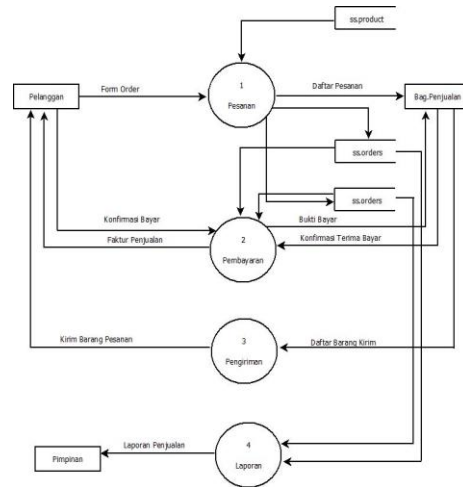 ss.product
1
Form Order
Daftar Pesanan
Pelanggan
Bag.Penjualan
Pesanan
ss.orders
ss.orders
Konfirmasi Bayar
Bukti Bayar
2
Faktur Penjualan
Konfirmasi Terima Bayar
Pembayaran
Kirim Barang Pesanan
3
Daftar Barang Kirim
Pengiriman
Laporan Penjualan
4
Pimpinan
Laporan